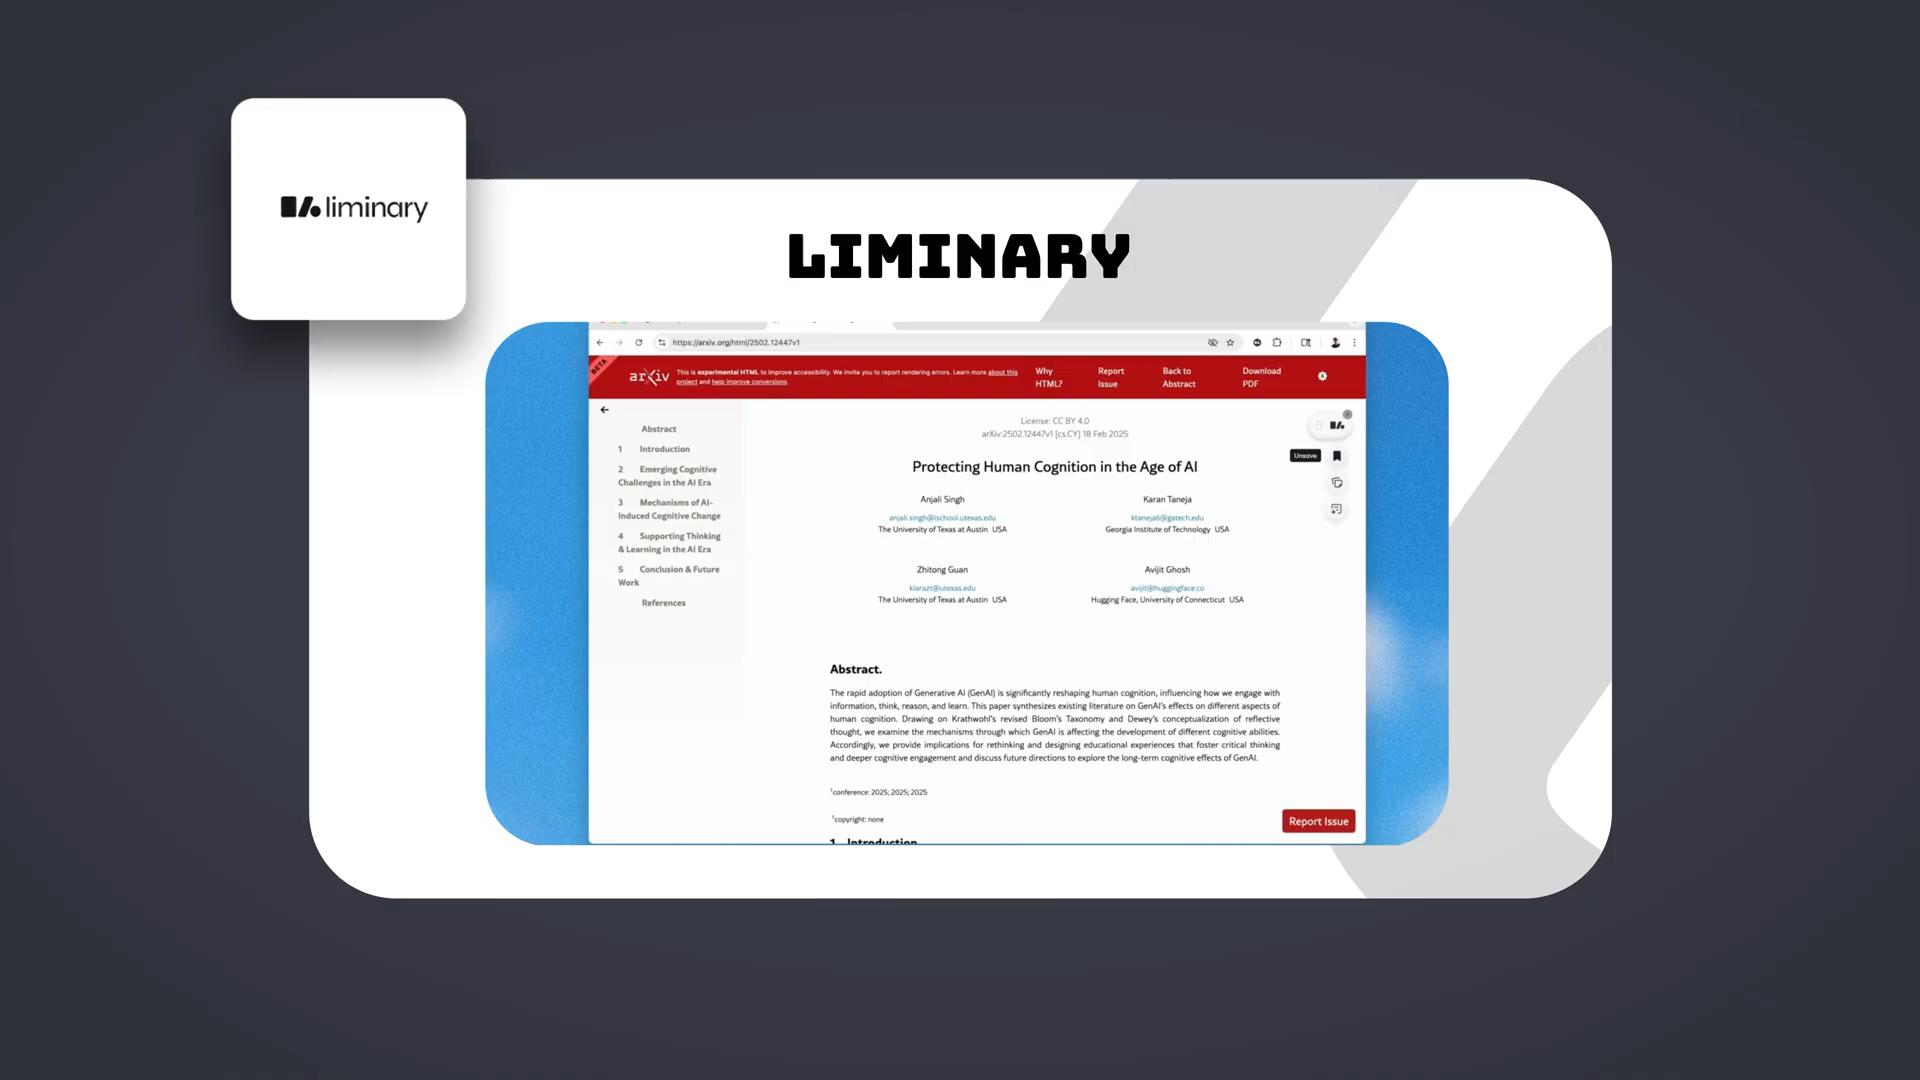 liminary
LIMINARY
https://arxiv.org/html/2502.12447v1
BETA
arXiv
This is experimental HTML to improve accessibility. We invite you to report rendering errors. Learn more about this
project and help improve conversions.
Why
HTML?
Report
Issue
Back to
Abstract
Download
PDF
Abstract
1 Introduction
2 Emerging Cognitive
Challenges in the AI Era
3 Mechanisms of AI-
Induced Cognitive Change
4 Supporting Thinking
& Learning in the AI Era
5 Conclusion & Future
Work
References
License: CC BY 4.0
arXiv:2502.12447v1 [cs.CY] 18 Feb 2025
Unsave
Protecting Human Cognition in the Age of AI
Anjali Singh
anjali.singh@ischool.utexas.edu
The University of Texas at Austin USA
Karan Taneja
ktaneja6@gatech.edu
Georgia Institute of Technology USA
Zhitong Guan
klarazt@utexas.edu
The University of Texas at Austin USA
Avijit Ghosh
avijit@huggingface.co
Hugging Face, University of Connecticut USA
Abstract.
The rapid adoption of Generative AI (GenAI) is significantly reshaping human cognition, influencing how we engage with
information, think, reason, and learn. This paper synthesizes existing literature on GenAI's effects on different aspects of
human cognition. Drawing on Krathwohl's revised Bloom's Taxonomy and Dewey's conceptualization of reflective
thought, we examine the mechanisms through which GenAI is affecting the development of different cognitive abilities.
Accordingly, we provide implications for rethinking and designing educational experiences that foster critical thinking
and deeper cognitive engagement and discuss future directions to explore the long-term cognitive effects of GenAI.
†conference: 2025; 2025; 2025
†copyright: none
1. Introduction
Report Issue